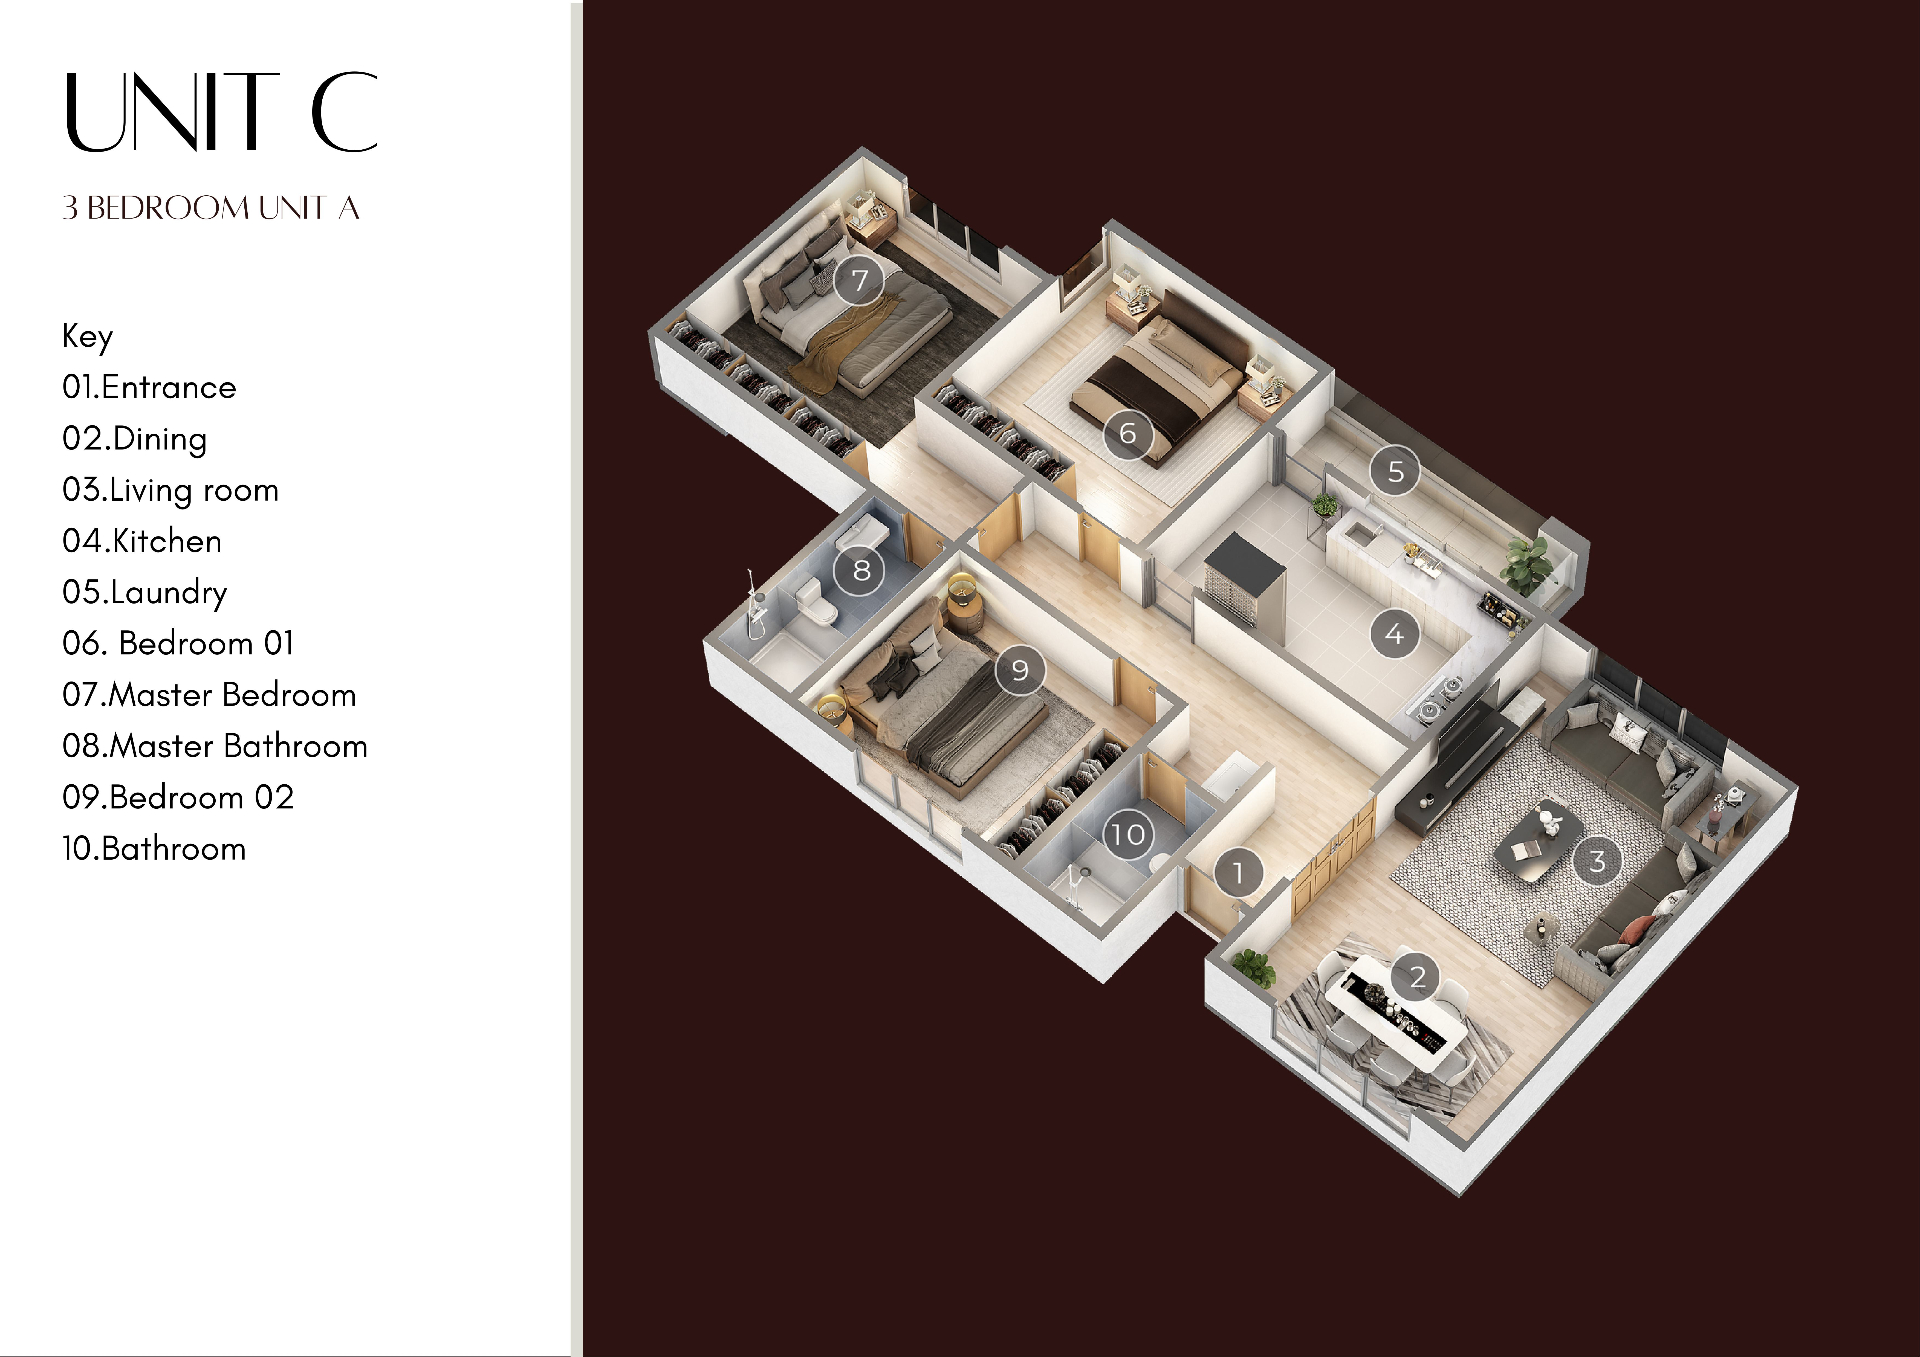 UNIT C
3 BEDROOM UNIT A
Key
01.Entrance
02.Dining
03.Living room
04.Kitchen
05.Laundry
06. Bedroom 01
07.Master Bedroom
08.Master Bathroom
09.Bedroom 02
10.Bathroom
7
6
5
8
4
9
10
1
3
2